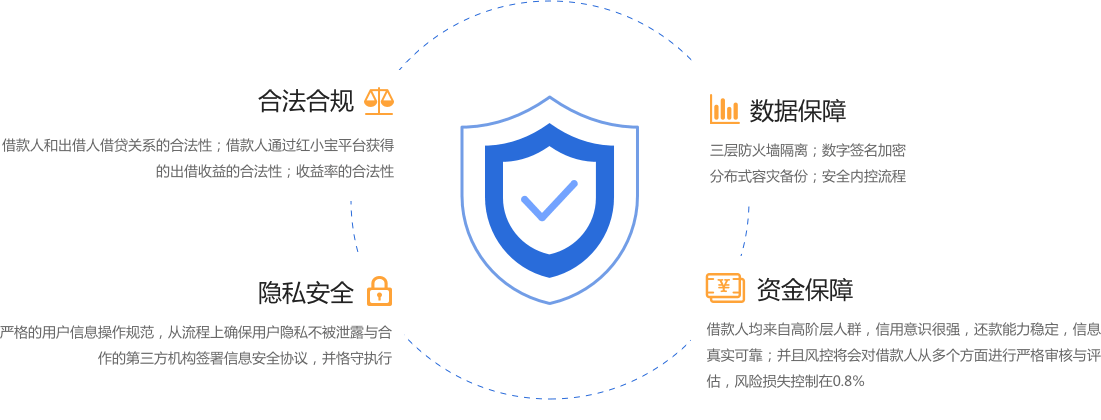 合法合规
借款人和出借人借贷关系的合法性；借款人通过红小宝平台获得
的出借收益的合法性；收益率的合法性
数据保障
三层防火墙隔离；数字签名加密
分布式容灾备份；安全内控流程
隐私安全
严格的用户信息操作规范，从流程上确保用户隐私不被泄露与合
作的第三方机构签署信息安全协议，并恪守执行
资金保障
借款人均来自高阶层人群，信用意识很强，还款能力稳定，信息
真实可靠；并且风控将会对借款人从多个方面进行严格审核与评
估，风险损失控制在0.8%